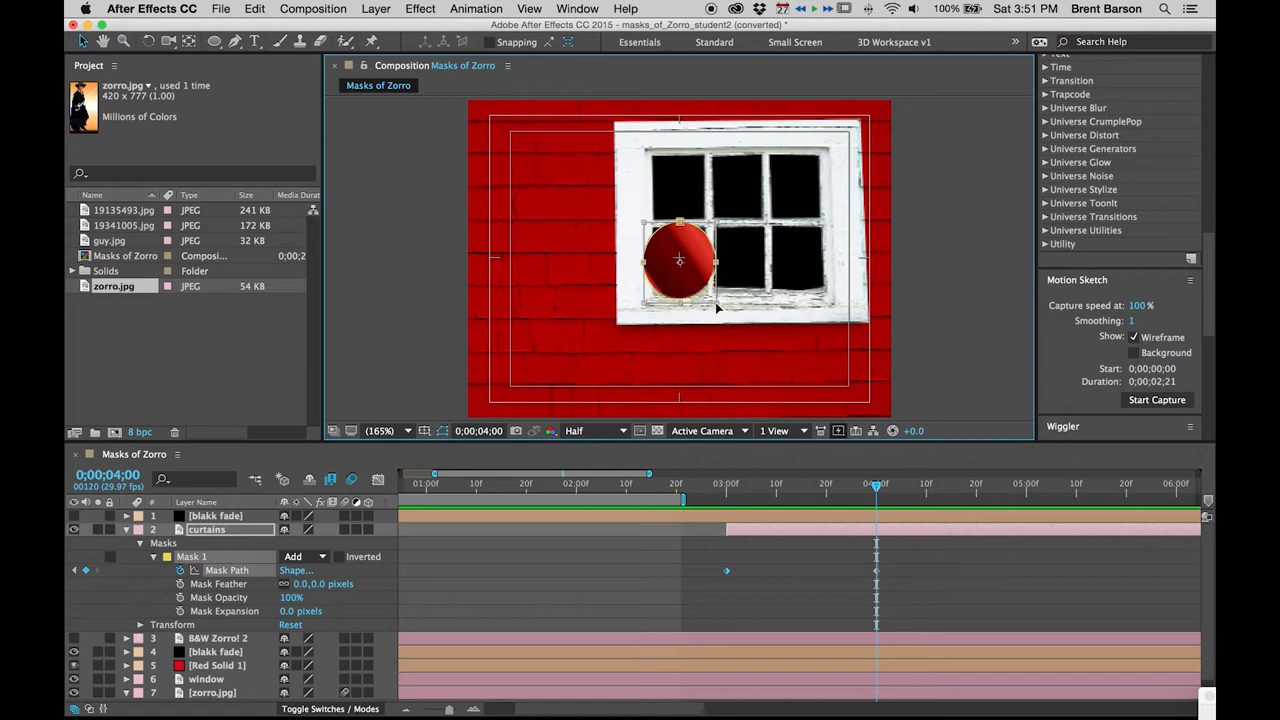 After Effects CC File Edit Composition Layer Effect Animation View Window Help 27 100% Sat 3:51 PM Brent Barson
Adobe After Effects CC 2015 - masks_of_Zorro_student2 (converted) *
Snapping Essentials Standard Small Screen 3D Workspace v1 Search Help
Project
zorro.jpg, used 1 time
420 x 777 (1.00)
Millions of Colors
Name Type Size Media Durat
19135493.jpg JPEG 241 KB
19341005.jpg JPEG 172 KB
guy.jpg JPEG 32 KB
Masks of Zorro Composition 0;00;2
Solids Folder
zorro.jpg JPEG 54 KB
8 bpc
Composition Masks of Zorro
Masks of Zorro
(165%) 0;00;04;00 Half Active Camera 1 View +0.0
Text
Time
Transition
Trapcode
Universe Blur
Universe CrumplePop
Universe Distort
Universe Generators
Universe Glow
Universe Noise
Universe Stylize
Universe ToonIt
Universe Transitions
Universe Utilities
Utility
Motion Sketch
Capture speed at: 100 %
Smoothing: 1
Show: Wireframe
Background
Start: 0;00;00;00
Duration: 0;00;02;21
Start Capture
Wiggler
Masks of Zorro
0;00;04;00
00120 (29.97 fps)
# Layer Name
01:00f 10f 20f 02:00f 10f 20f 03:00f 10f 20f 04:00f 10f 20f 05:00f 10f 20f 06:00f
1 [blakk fade]
2 curtains
Masks
Mask 1 Add Inverted
Mask Path Shape...
Mask Feather 0.0,0.0 pixels
Mask Opacity 100%
Mask Expansion 0.0 pixels
Transform Reset
3 B&W Zorro! 2
4 [blakk fade]
5 [Red Solid 1]
6 window
7 [zorro.jpg]
Toggle Switches / Modes